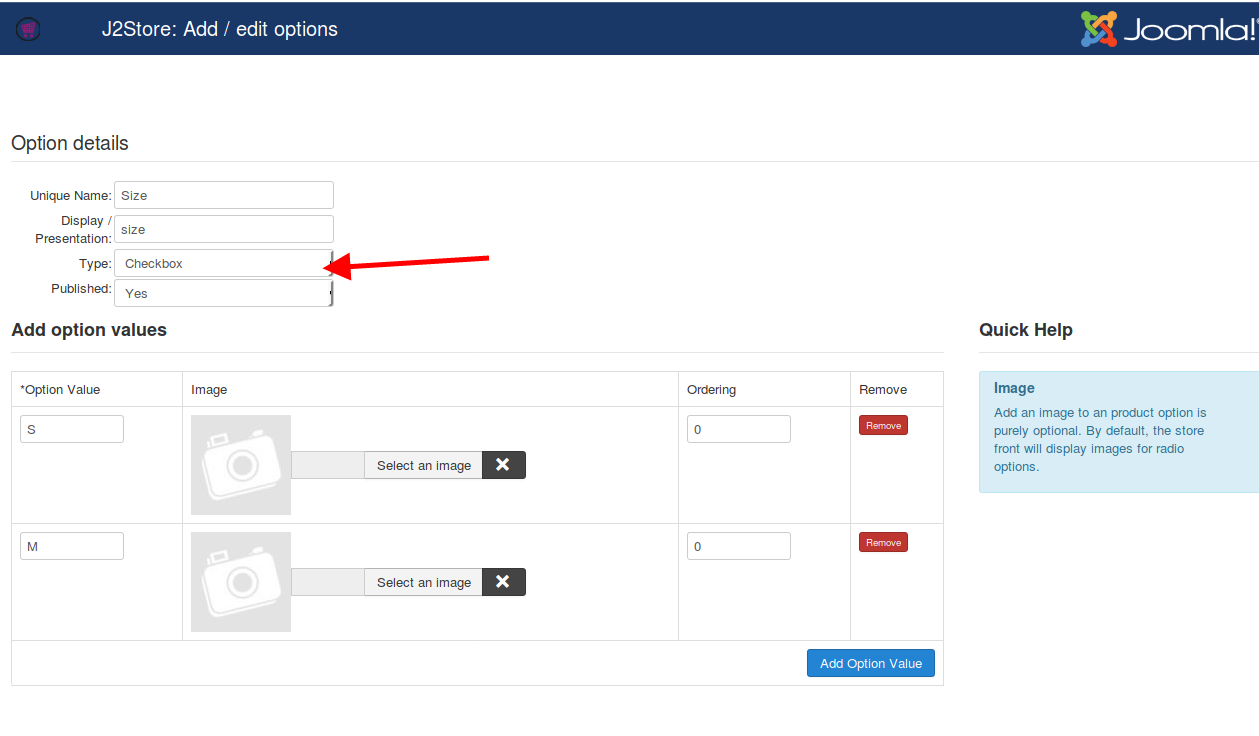 J2Store: Add / edit options
Joomla!
Option details
Unique Name: Size
Display /
Presentation: size
Type: Checkbox
Published: Yes
Add option values
Quick Help
*Option Value Image Ordering Remove
S Select an image 0 Remove
M Select an image 0 Remove
Add Option Value
Image
Add an image to an product option is
purely optional. By default, the store
front will display images for radio
options.